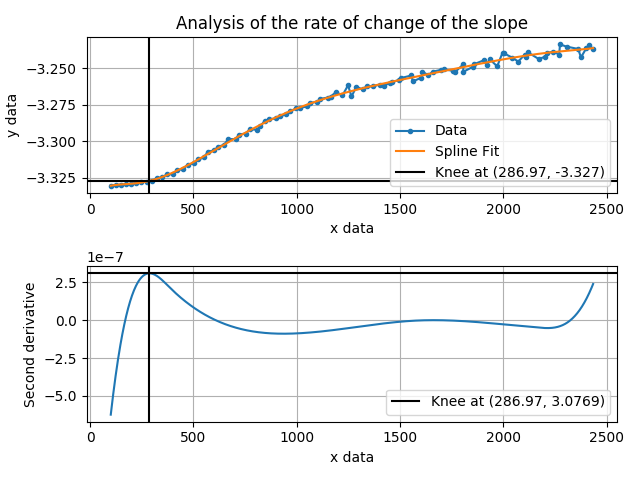 Analysis of the rate of change of the slope
y data
−3.250
−3.275
−3.300
−3.325
Data
Spline Fit
Knee at (286.97, -3.327)
0 500 1000 1500 2000 2500
x data
1e−7
Second derivative
2.5
0.0
−2.5
−5.0
Knee at (286.97, 3.0769)
0 500 1000 1500 2000 2500
x data